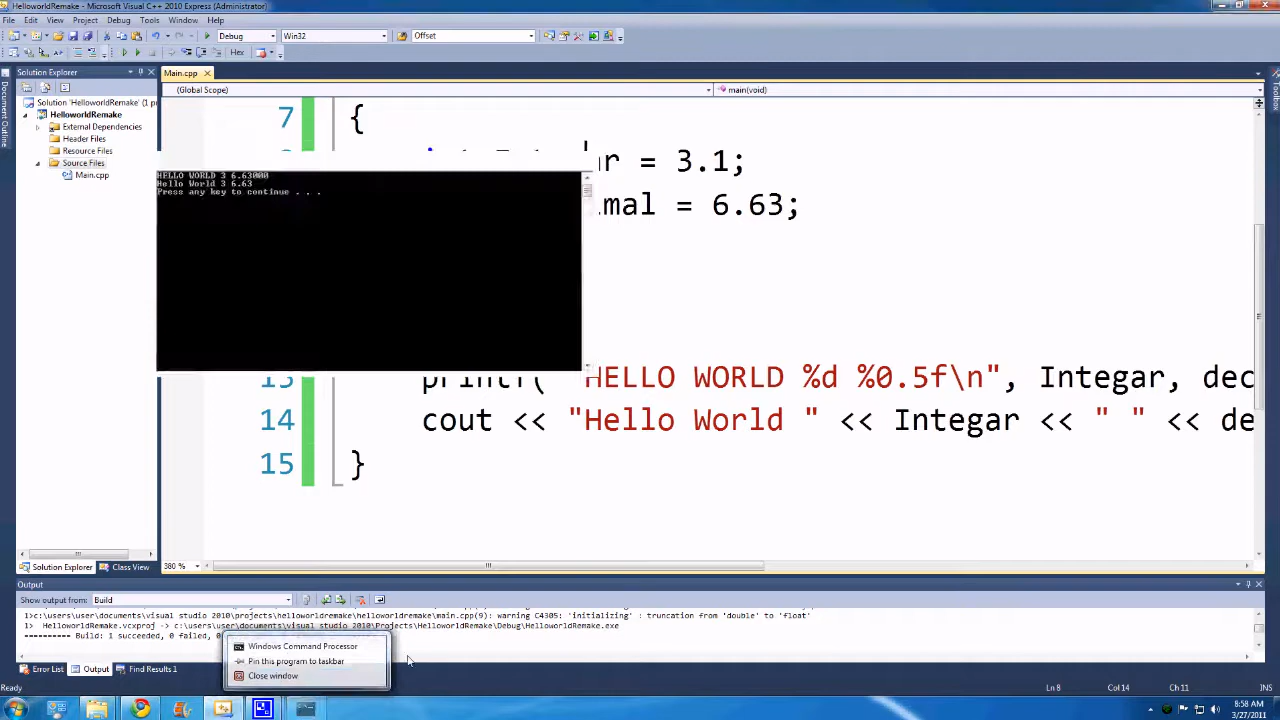 HelloworldRemake - Microsoft Visual C++ 2010 Express (Administrator)
File Edit View Project Debug Tools Window Help
Debug Win32 Offset
Hex
Solution Explorer
Main.cpp
(Global Scope) main(void)
Solution 'HelloworldRemake' (1 p
HelloworldRemake
External Dependencies
Header Files
Resource Files
Source Files
Main.cpp
Document Outline
Toolbox
7 {
ar = 3.1;
imal = 6.63;
HELLO WORLD 3 6.63000
Hello World 3 6.63
Press any key to continue . . .
13 printf( "HELLO WORLD %d %0.5f\n", Integar, dec
14 cout << "Hello World " << Integar << " " << de
15 }
380 %
Solution Explorer Class View
Output
Show output from: Build
1>c:\users\user\documents\visual studio 2010\projects\helloworldremake\helloworldremake\main.cpp(9): warning C4305: 'initializing' : truncation from 'double' to 'float'
1> HelloworldRemake.vcxproj -> c:\users\user\documents\visual studio 2010\Projects\HelloworldRemake\Debug\HelloworldRemake.exe
========== Build: 1 succeeded, 0 failed,
Windows Command Processor
Pin this program to taskbar
Close window
Error List Output Find Results 1
Ready Ln 8 Col 14 Ch 11 INS
8:58 AM
3/27/2011